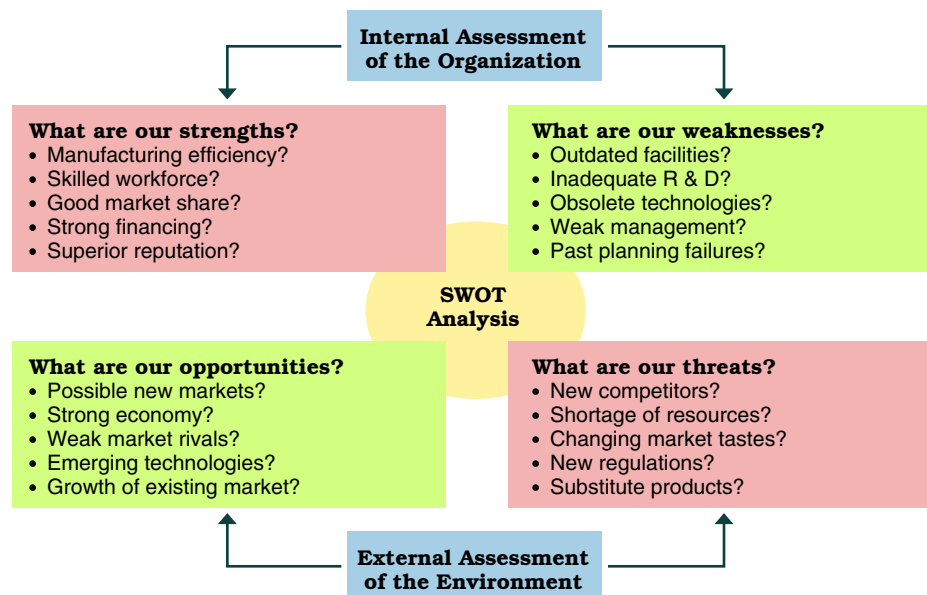 Internal Assessment
of the Organization
What are our strengths?
• Manufacturing efficiency?
• Skilled workforce?
• Good market share?
• Strong financing?
• Superior reputation?
What are our weaknesses?
• Outdated facilities?
• Inadequate R & D?
• Obsolete technologies?
• Weak management?
• Past planning failures?
SWOT
Analysis
What are our opportunities?
• Possible new markets?
• Strong economy?
• Weak market rivals?
• Emerging technologies?
• Growth of existing market?
What are our threats?
• New competitors?
• Shortage of resources?
• Changing market tastes?
• New regulations?
• Substitute products?
External Assessment
of the Environment